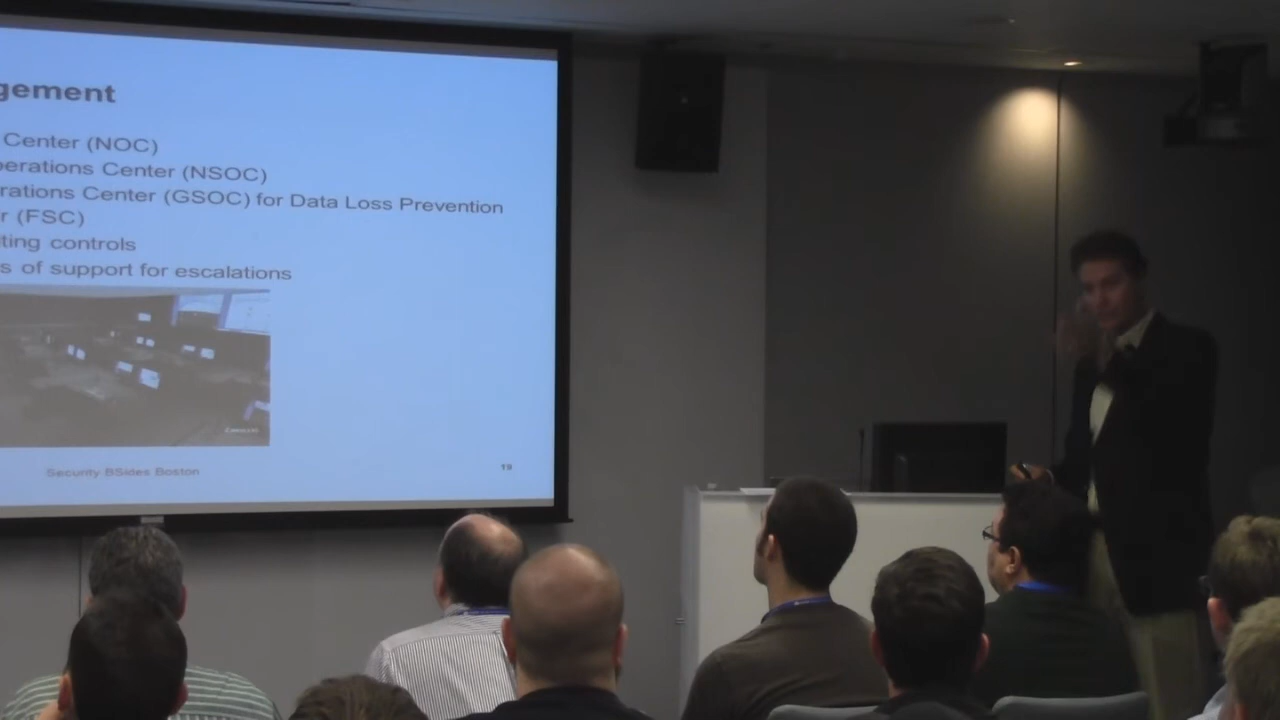 gement
Center (NOC)
perations Center (NSOC)
rations Center (GSOC) for Data Loss Prevention
r (FSC)
ting controls
s of support for escalations
Security BSides Boston
19